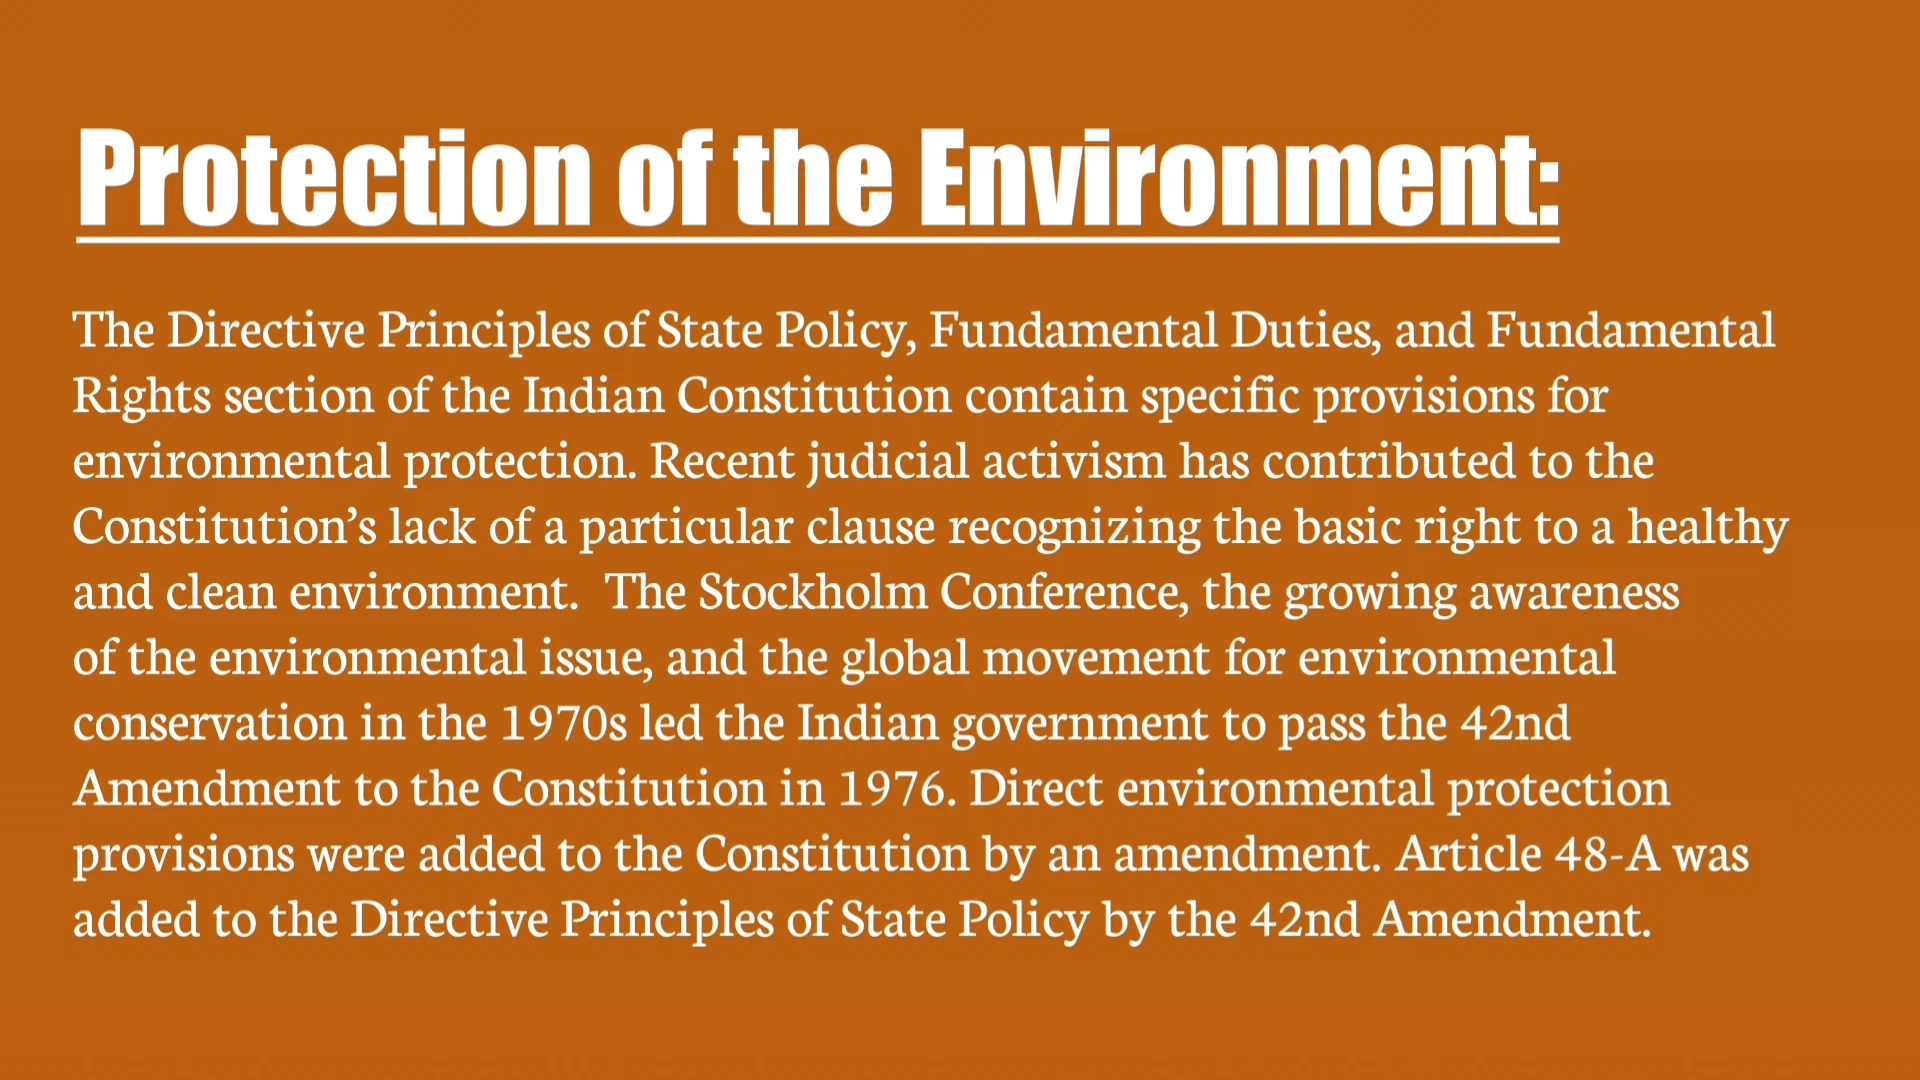 Protection of the Environment:
The Directive Principles of State Policy, Fundamental Duties, and Fundamental
Rights section of the Indian Constitution contain specific provisions for
environmental protection. Recent judicial activism has contributed to the
Constitution’s lack of a particular clause recognizing the basic right to a healthy
and clean environment.  The Stockholm Conference, the growing awareness
of the environmental issue, and the global movement for environmental
conservation in the 1970s led the Indian government to pass the 42nd
Amendment to the Constitution in 1976. Direct environmental protection
provisions were added to the Constitution by an amendment. Article 48-A was
added to the Directive Principles of State Policy by the 42nd Amendment.